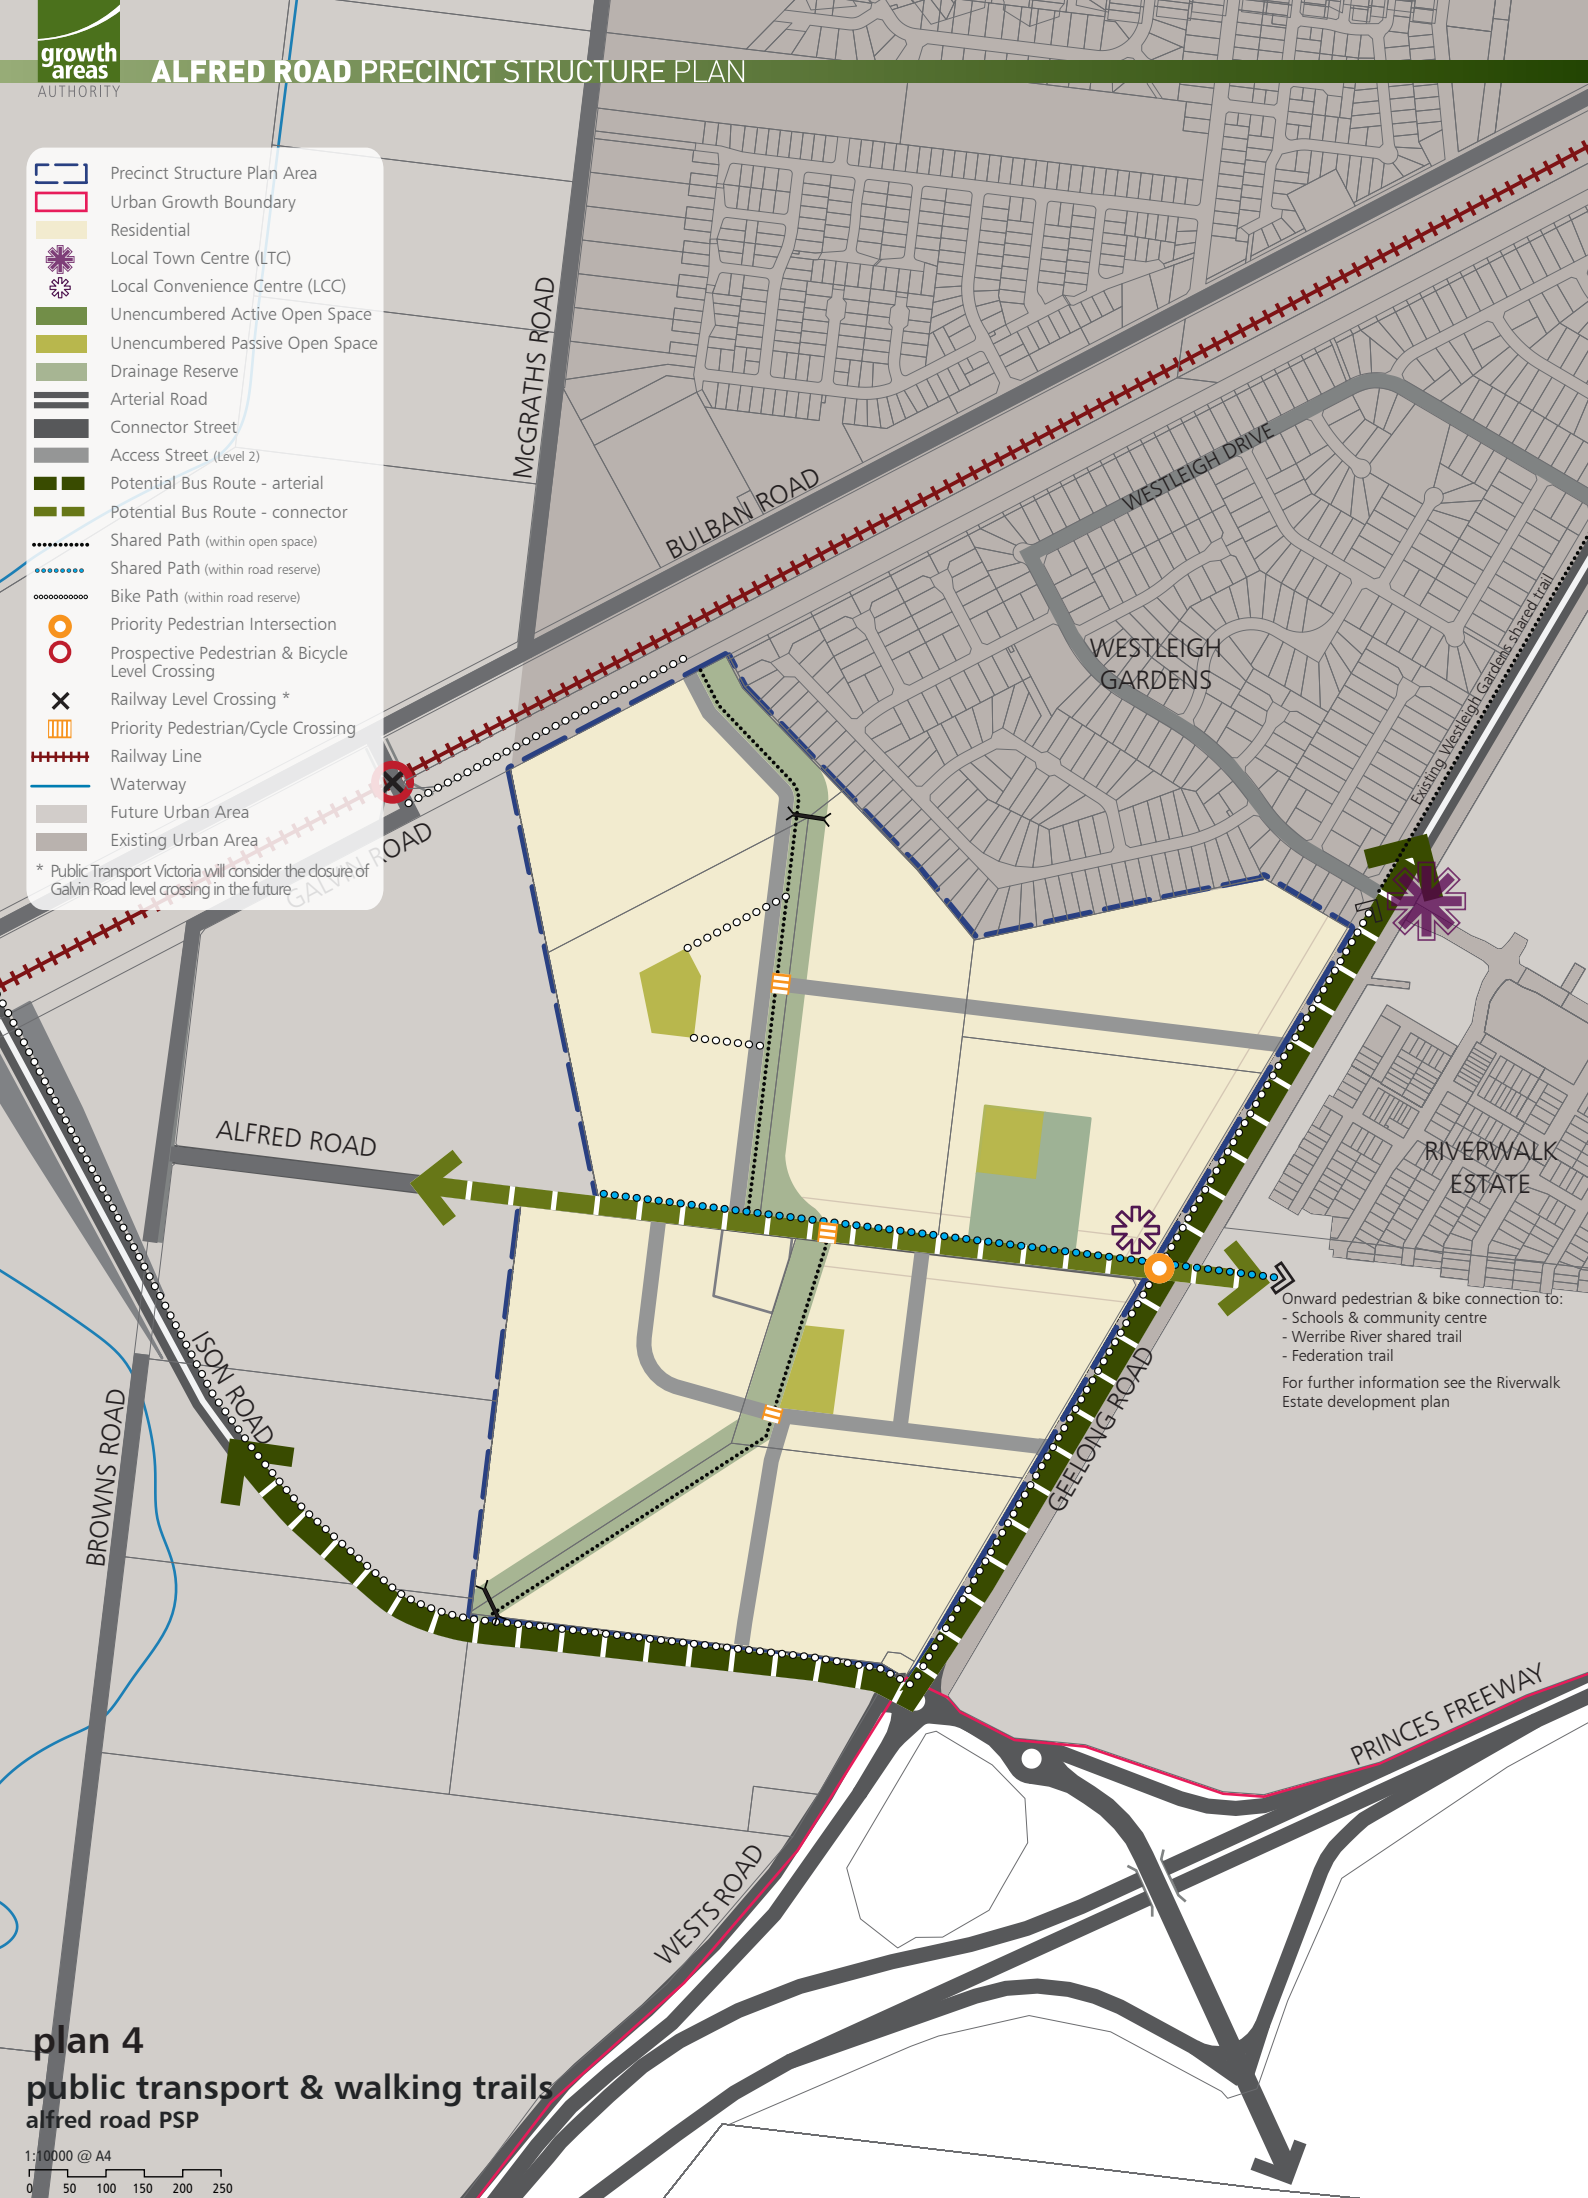 growth
areas
AUTHORITY
ALFRED ROAD PRECINCT STRUCTURE PLAN
Precinct Structure Plan Area
Urban Growth Boundary
Residential
Local Town Centre (LTC)
Local Convenience Centre (LCC)
Unencumbered Active Open Space
Unencumbered Passive Open Space
Drainage Reserve
Arterial Road
Connector Street
Access Street (Level 2)
Potential Bus Route - arterial
Potential Bus Route - connector
Shared Path (within open space)
Shared Path (within road reserve)
Bike Path (within road reserve)
Priority Pedestrian Intersection
Prospective Pedestrian & Bicycle
Level Crossing
Railway Level Crossing *
Priority Pedestrian/Cycle Crossing
Railway Line
Waterway
Future Urban Area
Existing Urban Area
* Public Transport Victoria will consider the closure of
Galvin Road level crossing in the future
McGRATHS ROAD
BULBAN ROAD
WESTLEIGH DRIVE
WESTLEIGH
GARDENS
Existing Westleigh Gardens shared trail
GALVIN ROAD
ALFRED ROAD
RIVERWALK
ESTATE
Onward pedestrian & bike connection to:
- Schools & community centre
- Werribe River shared trail
- Federation trail
For further information see the Riverwalk
Estate development plan
ISON ROAD
BROWNS ROAD
GEELONG ROAD
PRINCES FREEWAY
WESTS ROAD
plan 4
public transport & walking trails
alfred road PSP
1:10000 @ A4
0 50 100 150 200 250